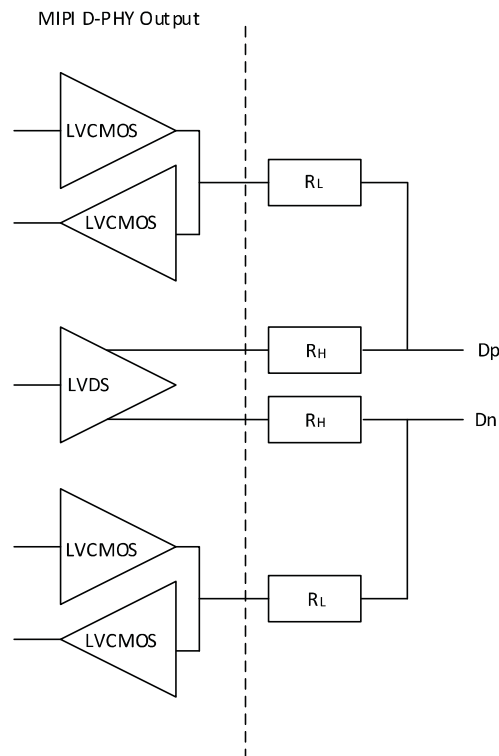 MIPI D-PHY Output
LVCMOS
RL
LVCMOS
RH
Dp
LVDS
RH
Dn
LVCMOS
RL
LVCMOS